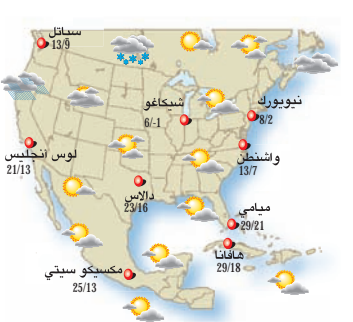 سياتل
13/9
شيكاغو
6/-1
نيويورك
8/2
لوس أنجليس
21/13
واشنطن
13/7
دالاس
23/16
ميامي
29/21
هافانا
29/18
مكسيكو سيتي
25/13